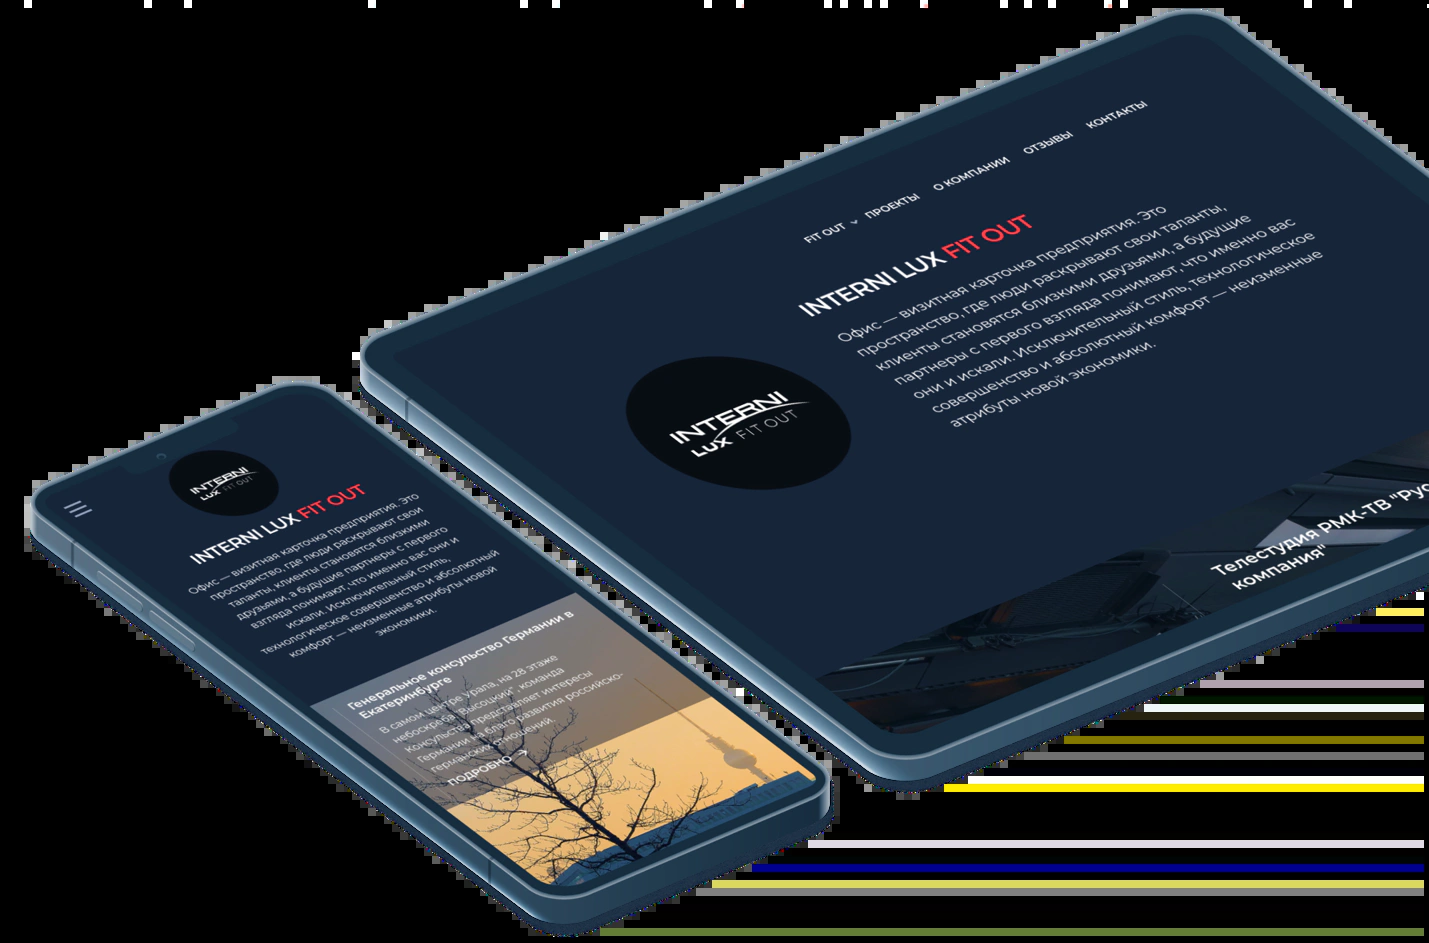 FIT OUT ПРОЕКТЫ О КОМПАНИИ ОТЗЫВЫ КОНТАКТЫ
INTERNI LUX FIT OUT
Офис — визитная карточка предприятия. Это
пространство, где люди раскрывают свои таланты,
клиенты становятся близкими друзьями, а будущие
партнеры с первого взгляда понимают, что именно вас
они и искали. Исключительный стиль, технологическое
совершенство и абсолютный комфорт — неизменные
атрибуты новой экономики.
INTERNI
LUX FIT OUT
Телестудия РМК-ТВ "Рус
компания"
INTERNI
LUX FIT OUT
INTERNI LUX FIT OUT
Офис — визитная карточка предприятия. Это
пространство, где люди раскрывают свои
таланты, клиенты становятся близкими
друзьями, а будущие партнеры с первого
взгляда понимают, что именно вас они и
искали. Исключительный стиль,
технологическое совершенство и абсолютный
комфорт — неизменные атрибуты новой
экономики.
Генеральное консульство Германии в
Екатеринбурге
В самом центре Урала, на 28 этаже
небоскреба "Высоцкий", команда
Консульства представляет интересы
Германии на благо развития российско-
германских отношений.
ПОДРОБНО →